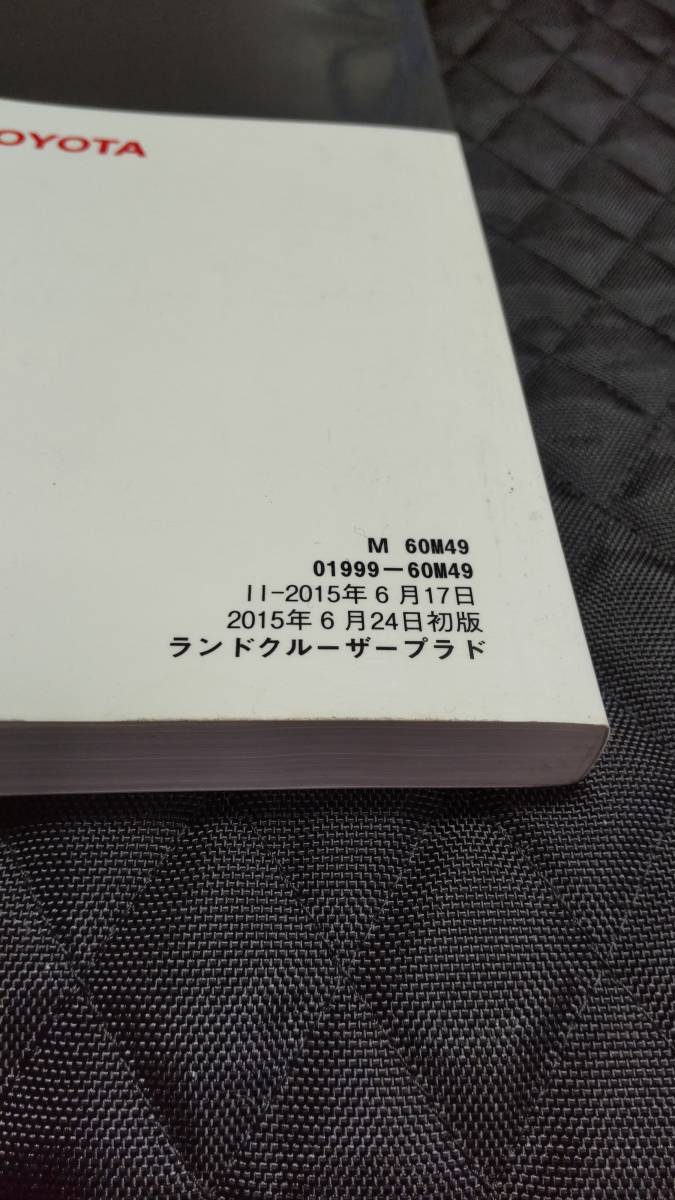 OYOTA
M 60M49
01999-60M49
II-2015年6月17日
2015年6月24日初版
ランドクルーザープラド